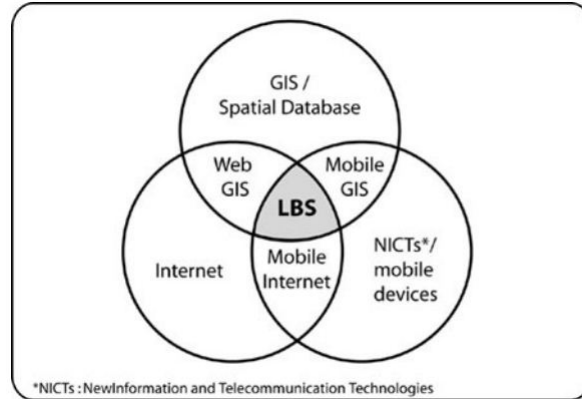 GIS /
Spatial Database
Web
GIS
Mobile
GIS
LBS
Internet
Mobile
Internet
NICTs*/
mobile
devices
*NICTs : NewInformation and Telecommunication Technologies